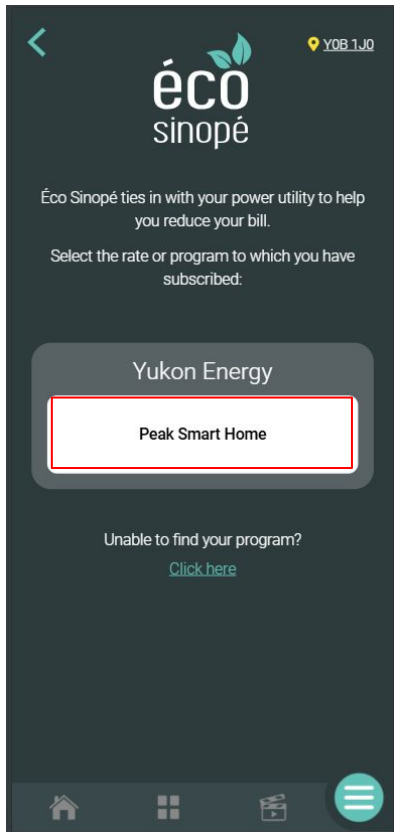 Y0B 1J0
éco
sinopé
Éco Sinopé ties in with your power utility to help
you reduce your bill.
Select the rate or program to which you have
subscribed:
Yukon Energy
Peak Smart Home
Unable to find your program?
Click here